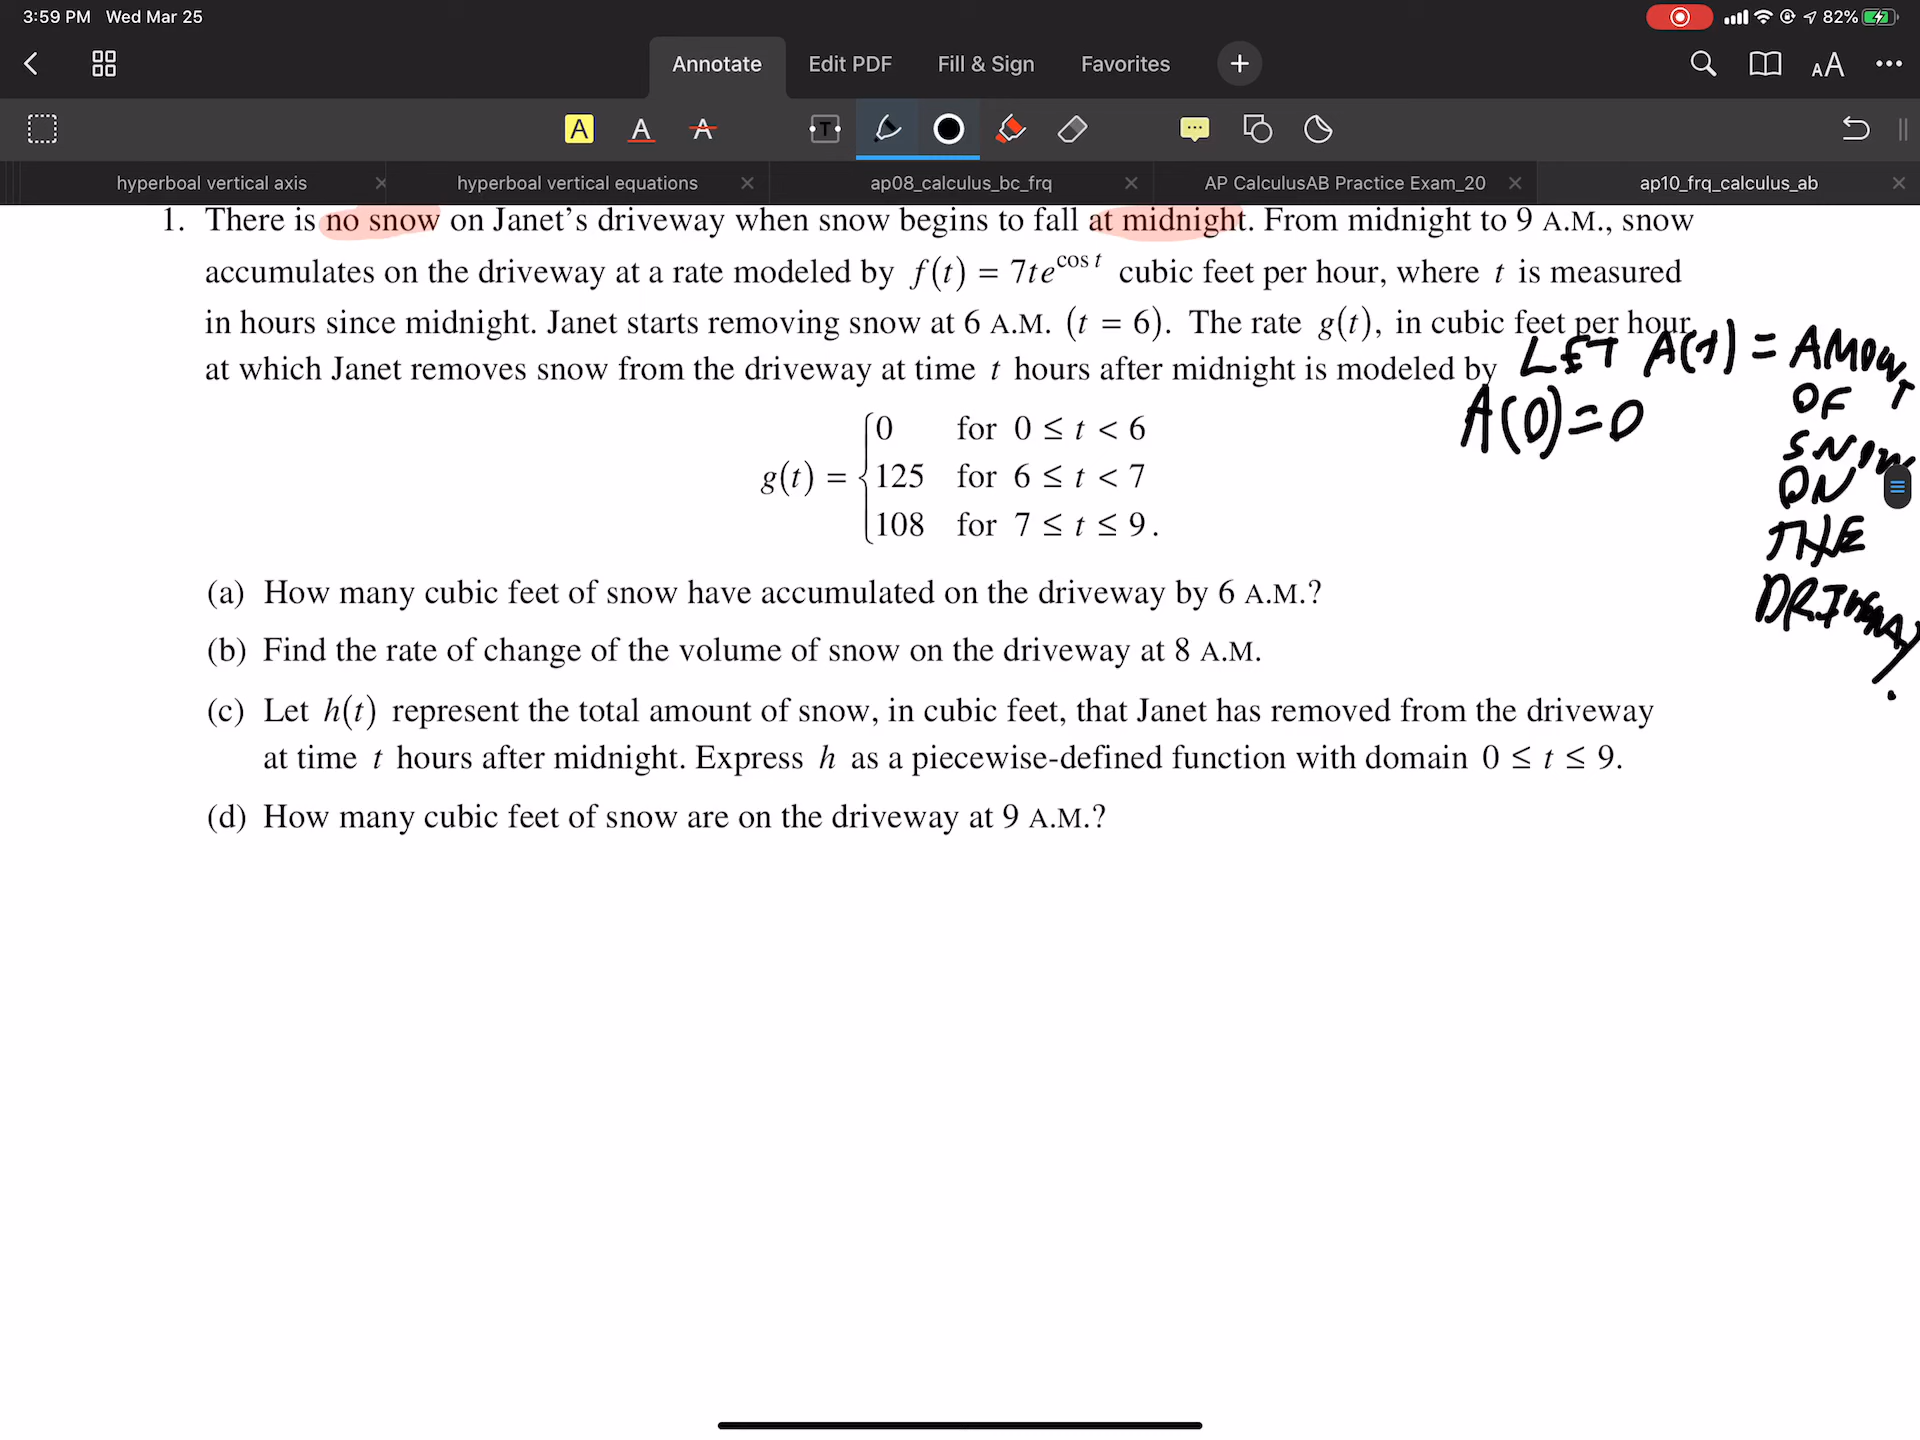 3:59 PM Wed Mar 25
82%
Annotate Edit PDF Fill & Sign Favorites
hyperboal vertical axis
hyperboal vertical equations
ap08_calculus_bc_frq
AP CalculusAB Practice Exam_20
ap10_frq_calculus_ab
1. There is no snow on Janet’s driveway when snow begins to fall at midnight. From midnight to 9 A.M., snow
accumulates on the driveway at a rate modeled by f(t) = 7te^cos t cubic feet per hour, where t is measured
in hours since midnight. Janet starts removing snow at 6 A.M. (t = 6). The rate g(t), in cubic feet per hour,
at which Janet removes snow from the driveway at time t hours after midnight is modeled by
g(t) =
0 for 0 ≤ t < 6
125 for 6 ≤ t < 7
108 for 7 ≤ t ≤ 9.
LET A(t) = AMOUNT
OF
SNOW
ON
THE
DRIVEWAY.
A(0)=0
(a) How many cubic feet of snow have accumulated on the driveway by 6 A.M.?
(b) Find the rate of change of the volume of snow on the driveway at 8 A.M.
(c) Let h(t) represent the total amount of snow, in cubic feet, that Janet has removed from the driveway
at time t hours after midnight. Express h as a piecewise-defined function with domain 0 ≤ t ≤ 9.
(d) How many cubic feet of snow are on the driveway at 9 A.M.?